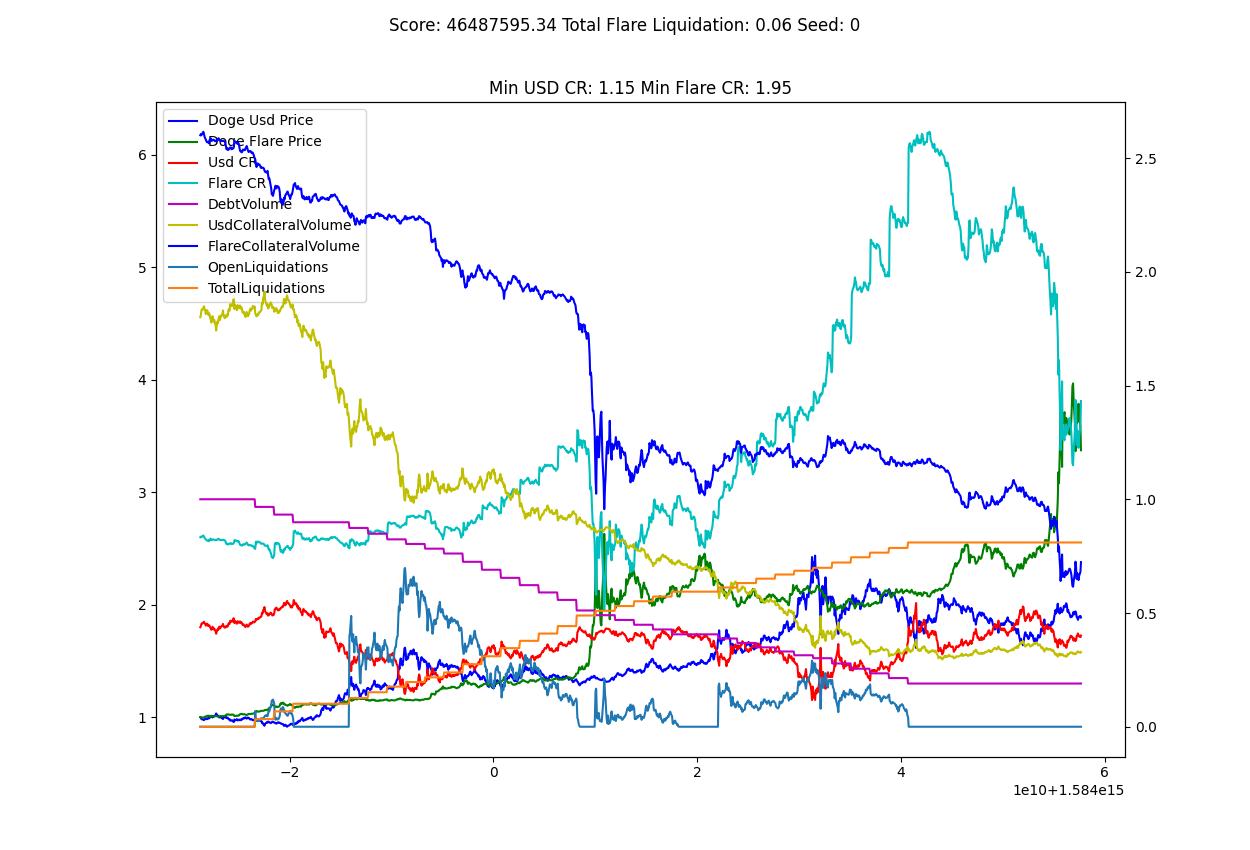 Score: 46487595.34 Total Flare Liquidation: 0.06 Seed: 0
Min USD CR: 1.15 Min Flare CR: 1.95
Doge Usd Price
Doge Flare Price
Usd CR
Flare CR
DebtVolume
UsdCollateralVolume
FlareCollateralVolume
OpenLiquidations
TotalLiquidations
6
5
4
3
2
1
2.5
2.0
1.5
1.0
0.5
0.0
−2
0
2
4
6
1e10+1.584e15